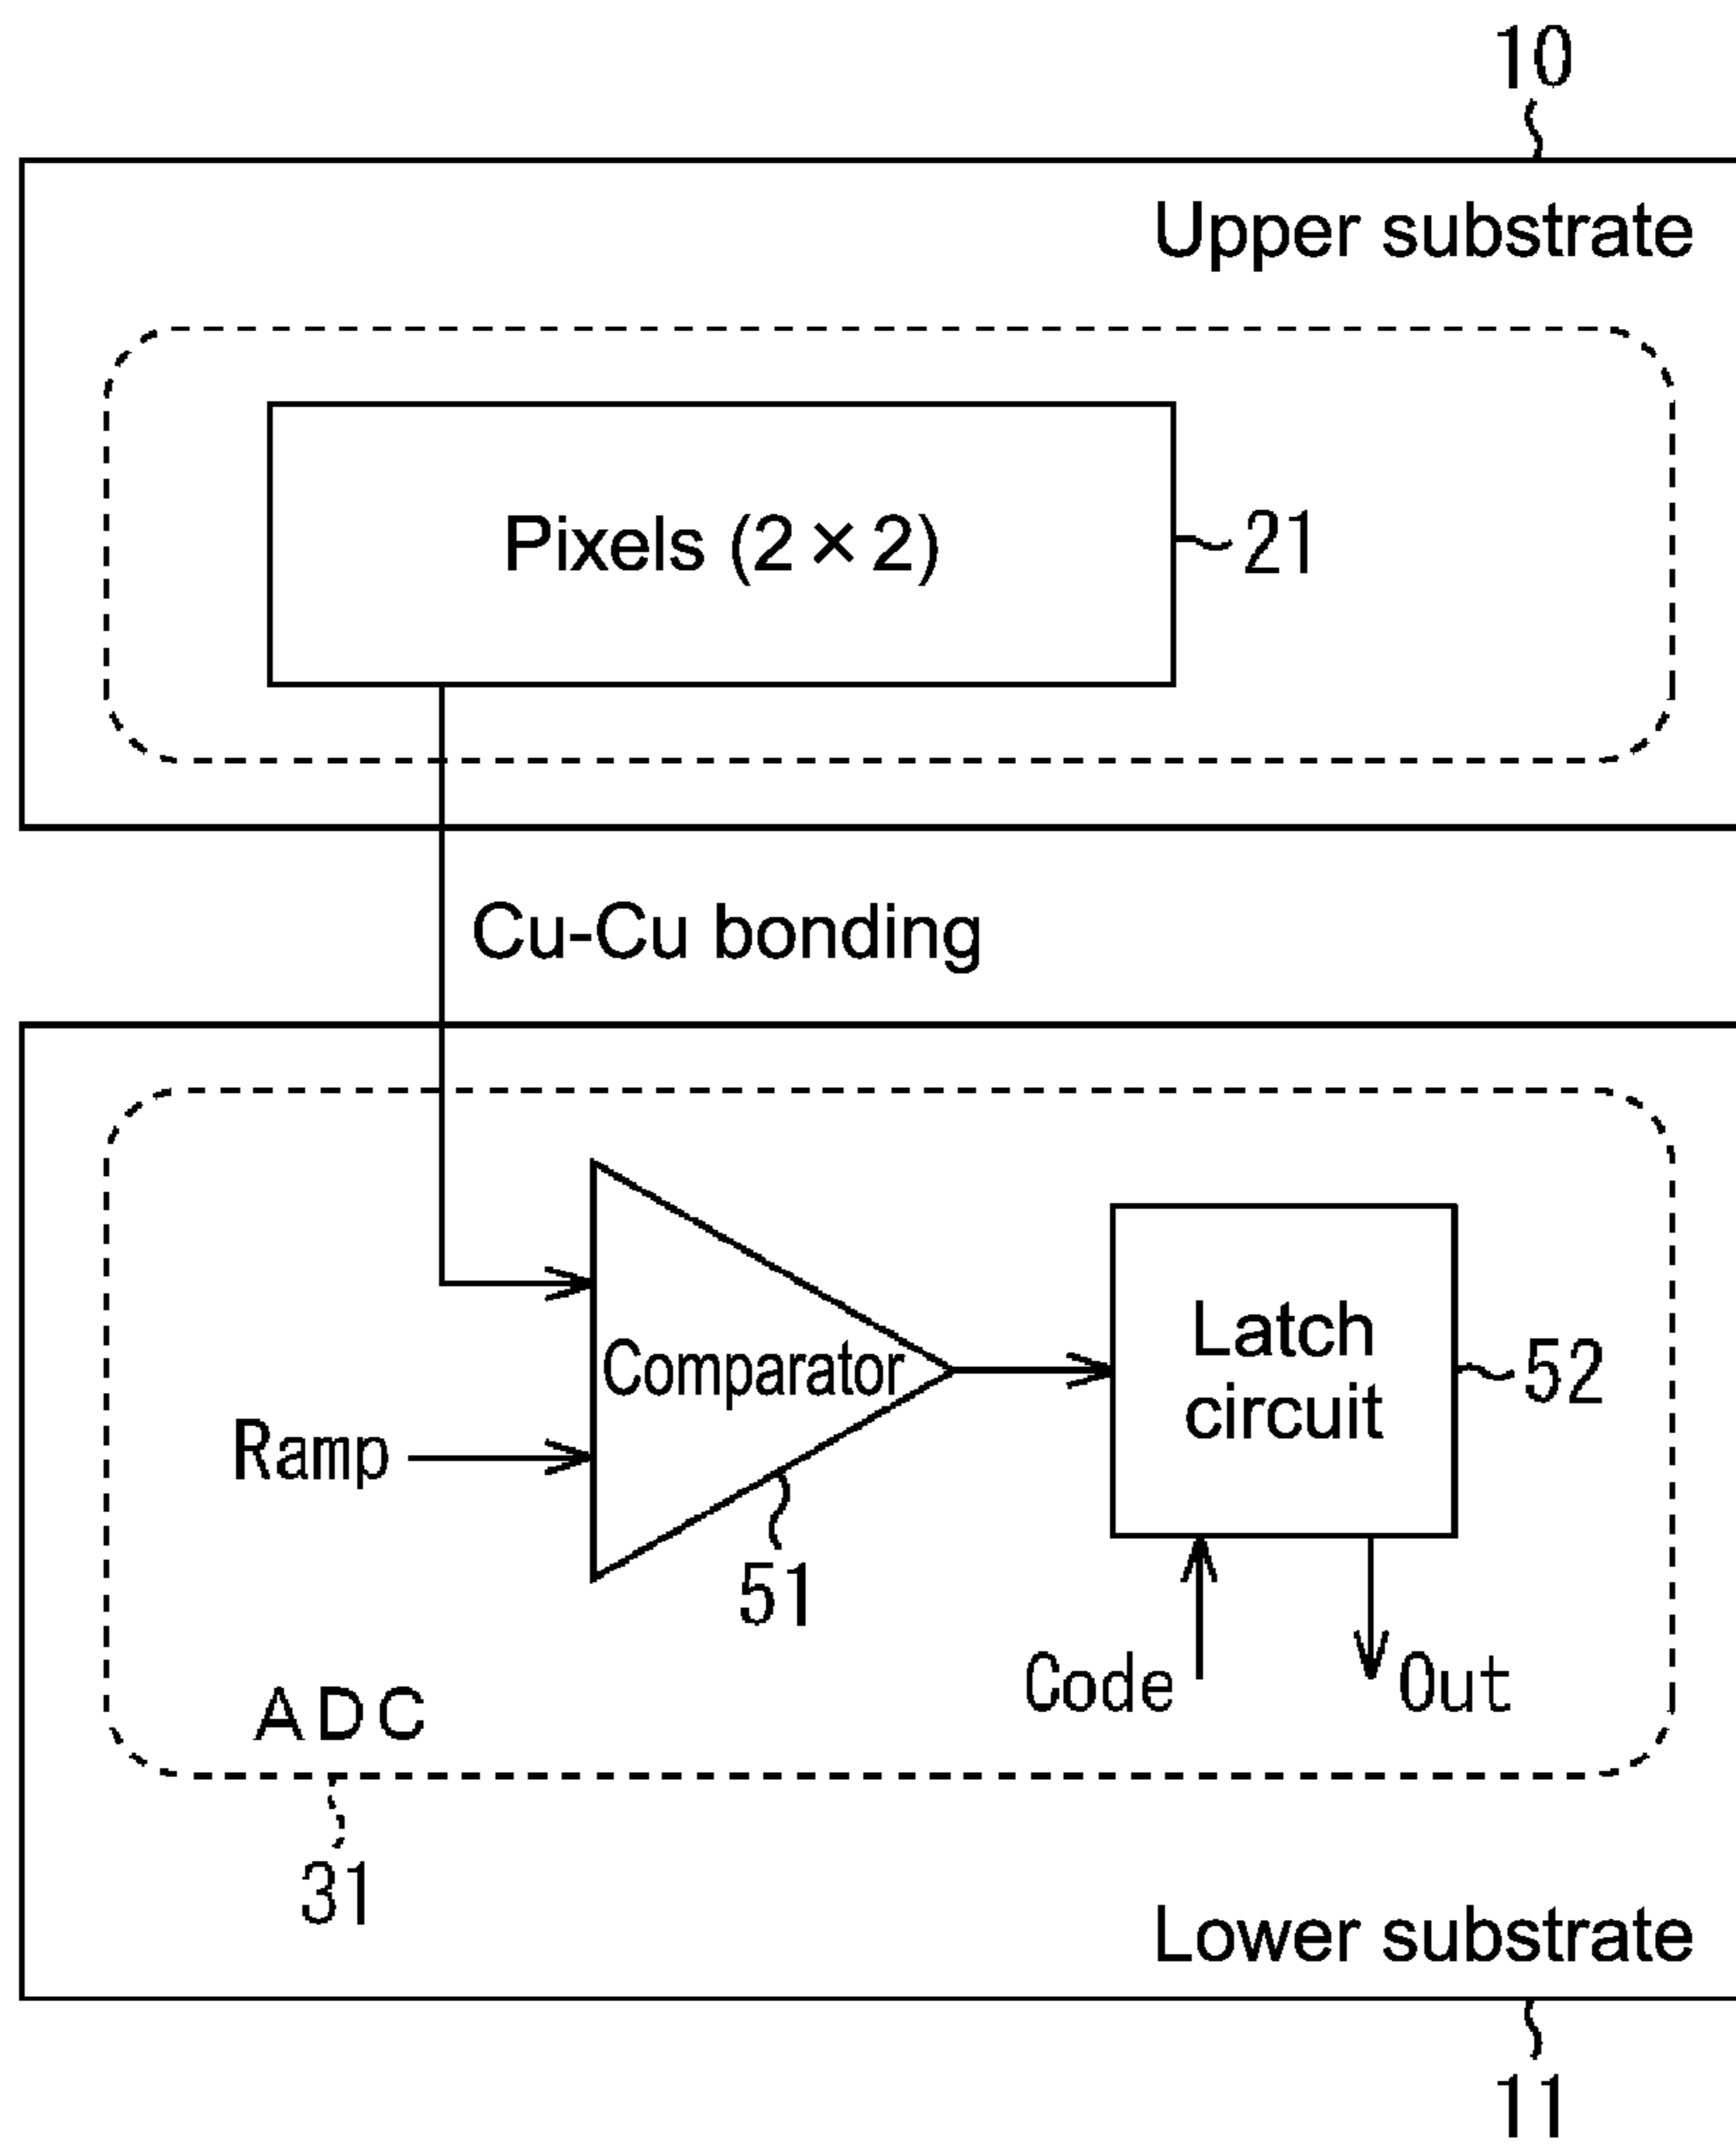 10
Upper substrate
Pixels (2×2)
21
Cu-Cu bonding
Comparator
Latch
circuit
52
Ramp
51
Code
Out
ADC
31
Lower substrate
11